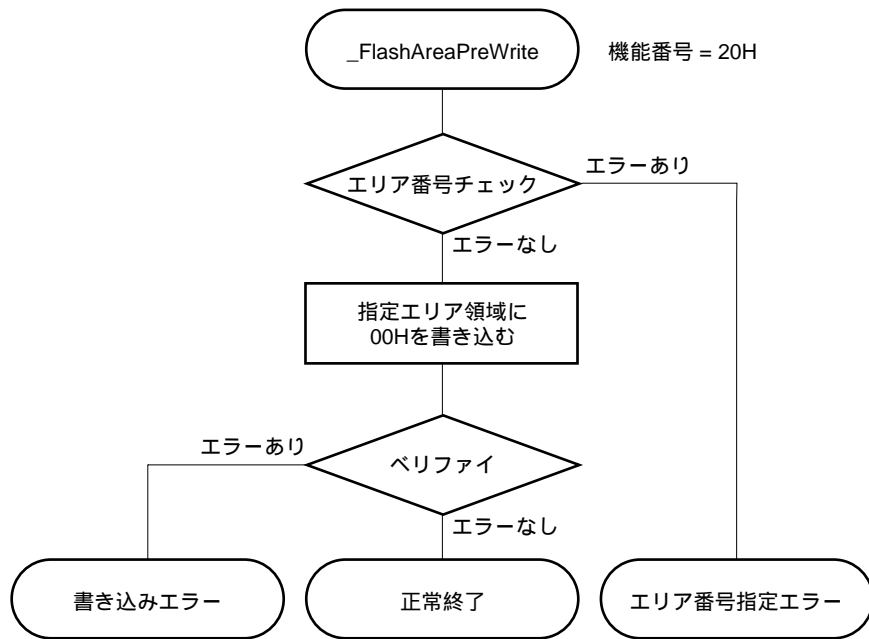 _FlashAreaPreWrite
機能番号 = 20H
エリア番号チェック
エラーあり
エラーなし
指定エリア領域に
00Hを書き込む
エラーあり
ベリファイ
エラーなし
書き込みエラー
正常終了
エリア番号指定エラー